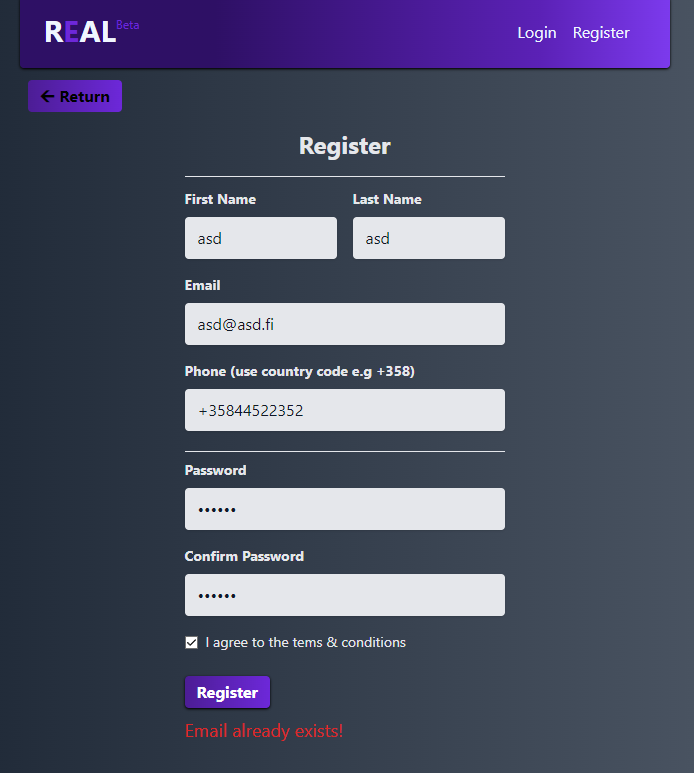 REAL Beta
Login Register
← Return
Register
First Name Last Name
asd asd
Email
asd@asd.fi
Phone (use country code e.g +358)
+35844522352
Password
••••••
Confirm Password
••••••
I agree to the tems & conditions
Register
Email already exists!